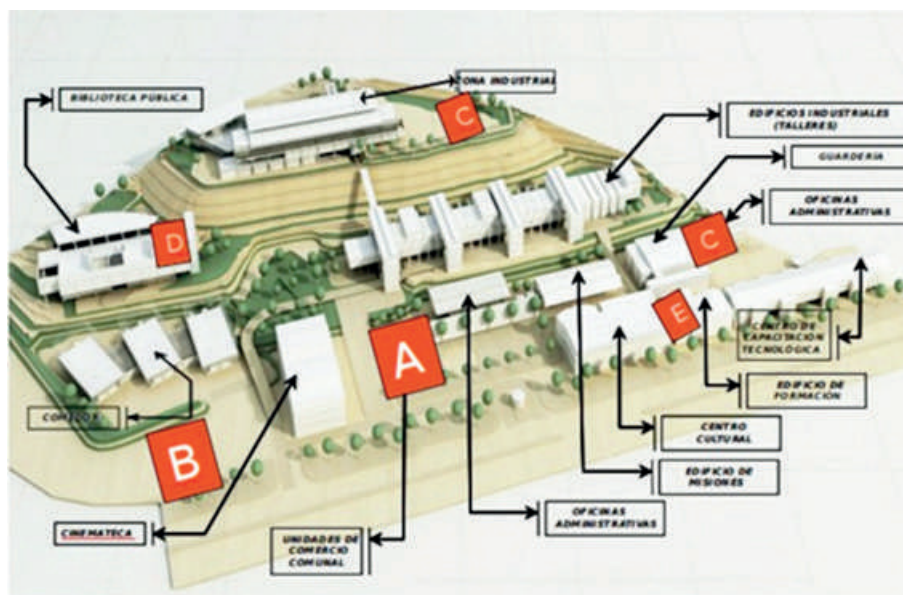 ZONA INDUSTRIAL
BIBLIOTECA PÚBLICA
C
EDIFICIOS INDUSTRIALES
(TALLERES)
GUARDERÍA
OFICINAS
ADMINISTRATIVAS
D
C
E
A
CENTRO DE
CAPACITACIÓN
TECNOLÓGICA
EDIFICIO DE
FORMACIÓN
COMEDOR
B
CENTRO
CULTURAL
EDIFICIO DE
MISIONES
OFICINAS
ADMINISTRATIVAS
CINEMATECA
UNIDADES DE
COMERCIO
COMUNAL